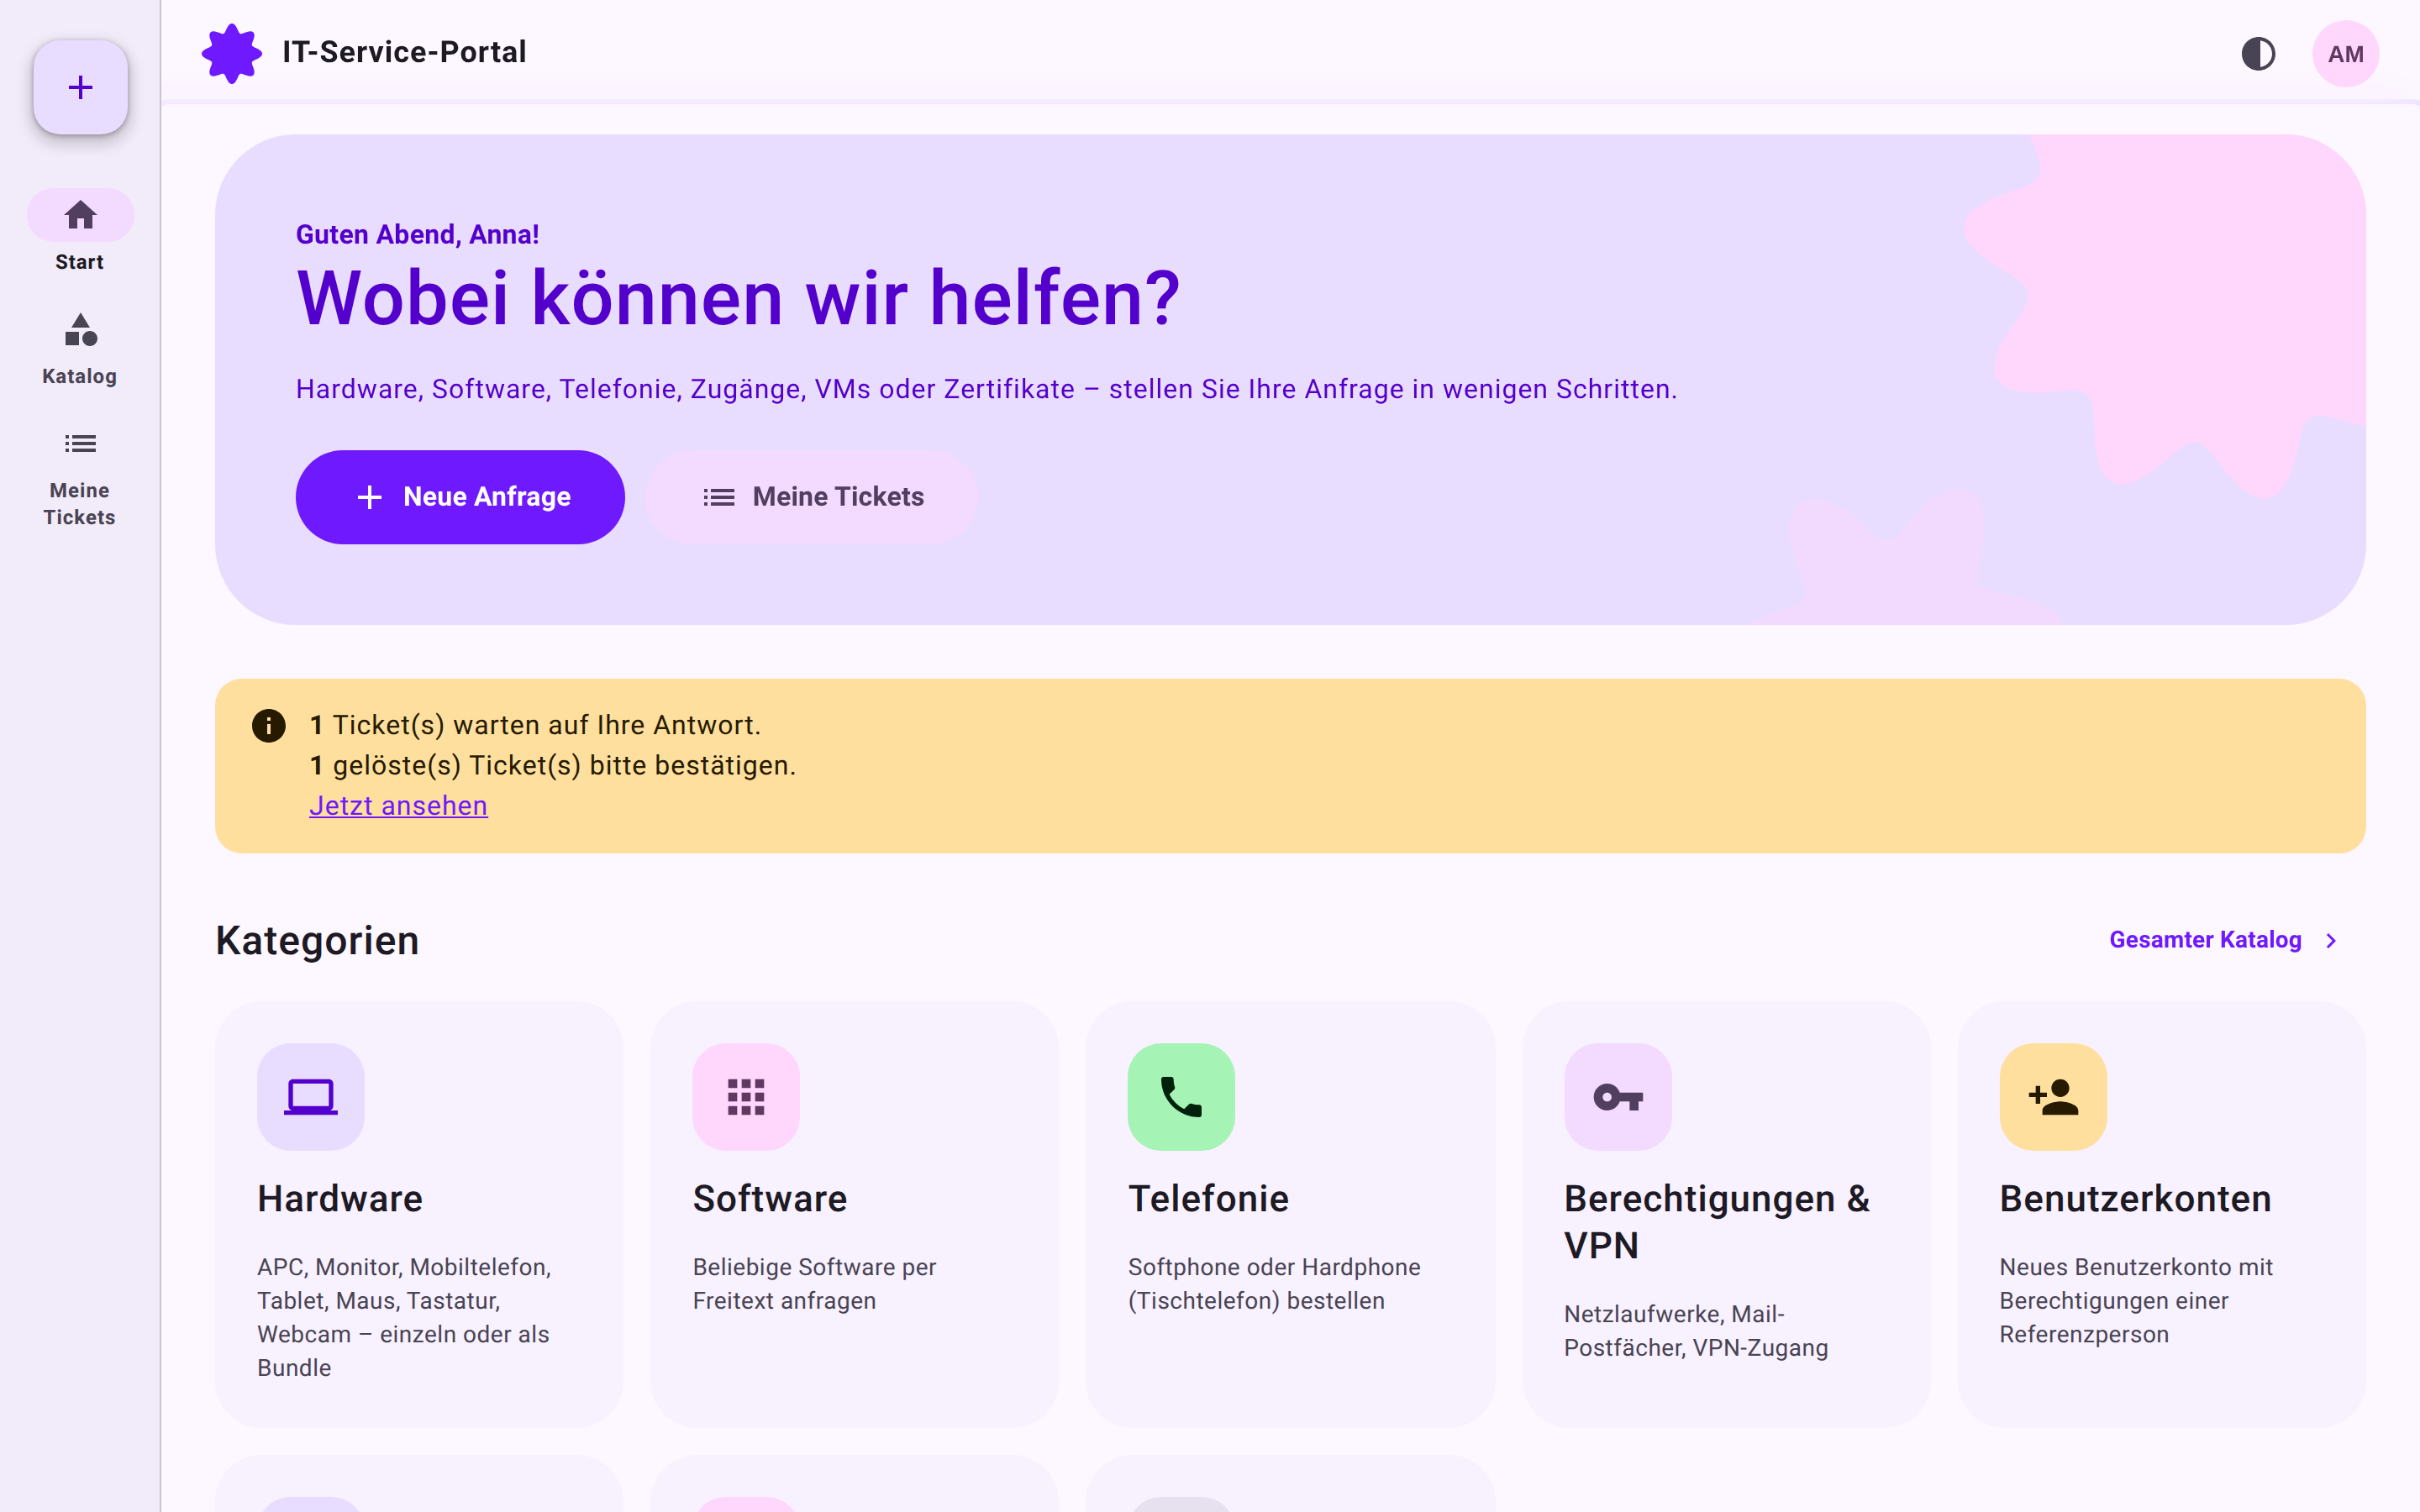 IT-Service-Portal
AM
Start
Katalog
Meine
Tickets
Guten Abend, Anna!
Wobei können wir helfen?
Hardware, Software, Telefonie, Zugänge, VMs oder Zertifikate – stellen Sie Ihre Anfrage in wenigen Schritten.
Neue Anfrage
Meine Tickets
1 Ticket(s) warten auf Ihre Antwort.
1 gelöste(s) Ticket(s) bitte bestätigen.
Jetzt ansehen
Kategorien
Gesamter Katalog
Hardware
APC, Monitor, Mobiltelefon,
Tablet, Maus, Tastatur,
Webcam – einzeln oder als
Bundle
Software
Beliebige Software per
Freitext anfragen
Telefonie
Softphone oder Hardphone
(Tischtelefon) bestellen
Berechtigungen &
VPN
Netzlaufwerke, Mail-
Postfächer, VPN-Zugang
Benutzerkonten
Neues Benutzerkonto mit
Berechtigungen einer
Referenzperson